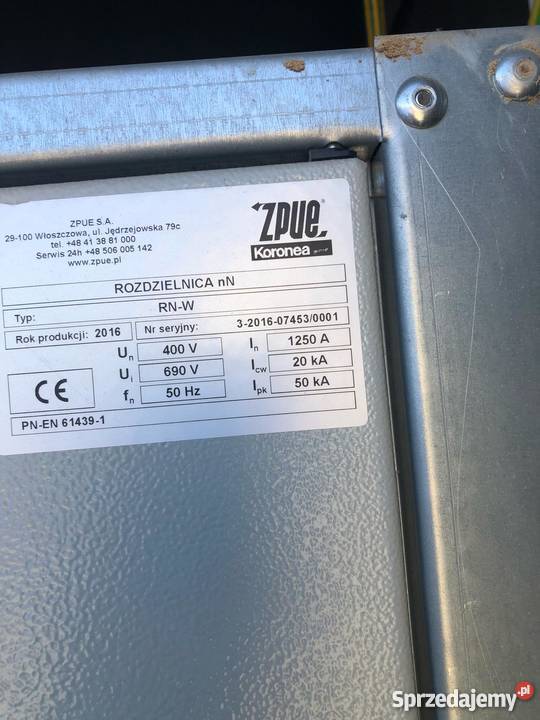 ZPUE S.A.
29-100 Włoszczowa, ul. Jędrzejowska 79c
tel. +48 41 38 81 000
Serwis 24h +48 506 005 142
www.zpue.pl
ZPUE
Koronea
ROZDZIELNICA nN
Typ: RN-W
Rok produkcji: 2016 Nr seryjny: 3-2016-07453/0001
Un 400 V In 1250 A
Ui 690 V Icw 20 kA
fn 50 Hz Ipk 50 kA
CE
PN-EN 61439-1
Sprzedajemy.pl